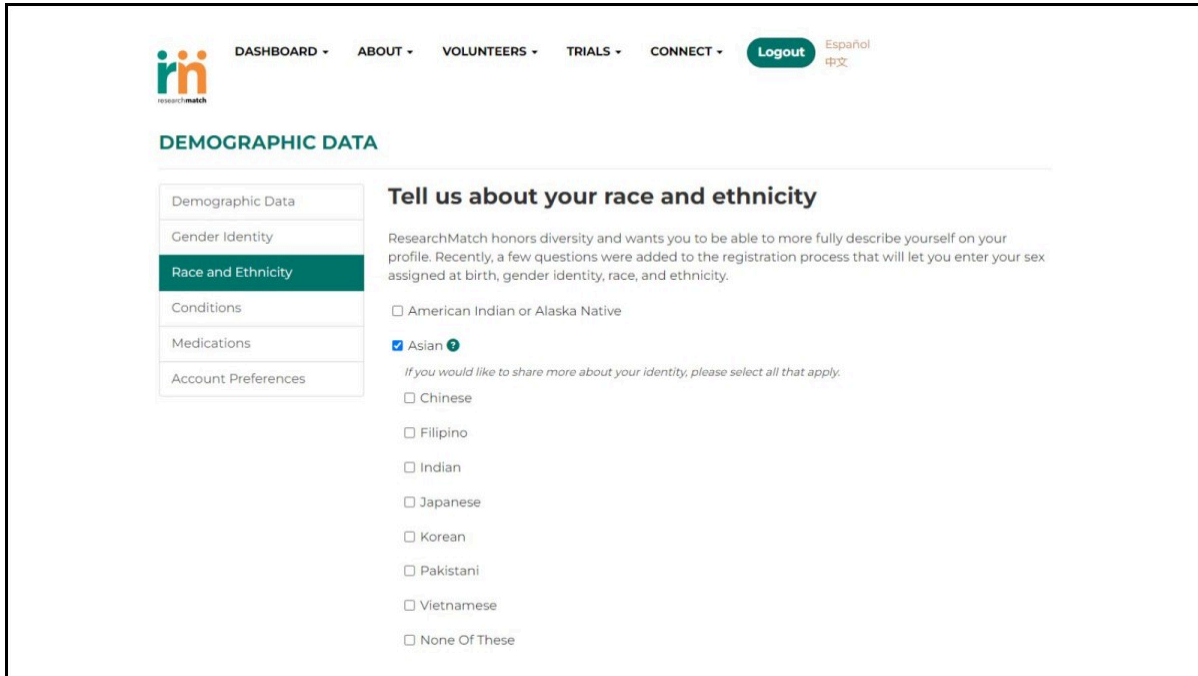 DASHBOARD ABOUT VOLUNTEERS TRIALS CONNECT Logout Español
中文
researchmatch
DEMOGRAPHIC DATA
Demographic Data
Gender Identity
Race and Ethnicity
Conditions
Medications
Account Preferences
Tell us about your race and ethnicity
ResearchMatch honors diversity and wants you to be able to more fully describe yourself on your
profile. Recently, a few questions were added to the registration process that will let you enter your sex
assigned at birth, gender identity, race, and ethnicity.
American Indian or Alaska Native
Asian ?
If you would like to share more about your identity, please select all that apply.
Chinese
Filipino
Indian
Japanese
Korean
Pakistani
Vietnamese
None Of These